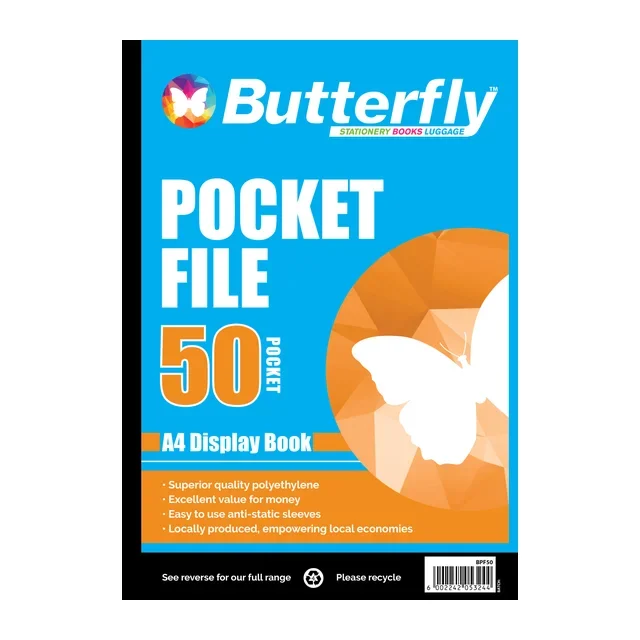 Butterfly™
STATIONERY BOOKS LUGGAGE
POCKET
FILE
50
POCKET
A4 Display Book
• Superior quality polyethylene
• Excellent value for money
• Easy to use anti-static sleeves
• Locally produced, empowering local economies
See reverse for our full range
Please recycle
BPF50
6 002242 053244